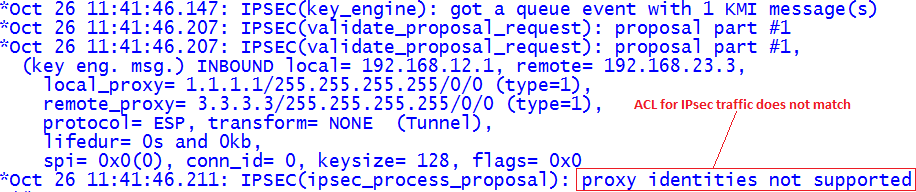 *Oct 26 11:41:46.147: IPSEC(key_engine): got a queue event with 1 KMI message(s)
*Oct 26 11:41:46.207: IPSEC(validate_proposal_request): proposal part #1
*Oct 26 11:41:46.207: IPSEC(validate_proposal_request): proposal part #1,
(key eng. msg.) INBOUND local= 192.168.12.1, remote= 192.168.23.3,
local_proxy= 1.1.1.1/255.255.255.255/0/0 (type=1),
remote_proxy= 3.3.3.3/255.255.255.255/0/0 (type=1),
ACL for IPsec traffic does not match
protocol= ESP, transform= NONE (Tunnel),
lifedur= 0s and 0kb,
spi= 0x0(0), conn_id= 0, keysize= 128, flags= 0x0
*Oct 26 11:41:46.211: IPSEC(ipsec_process_proposal): proxy identities not supported